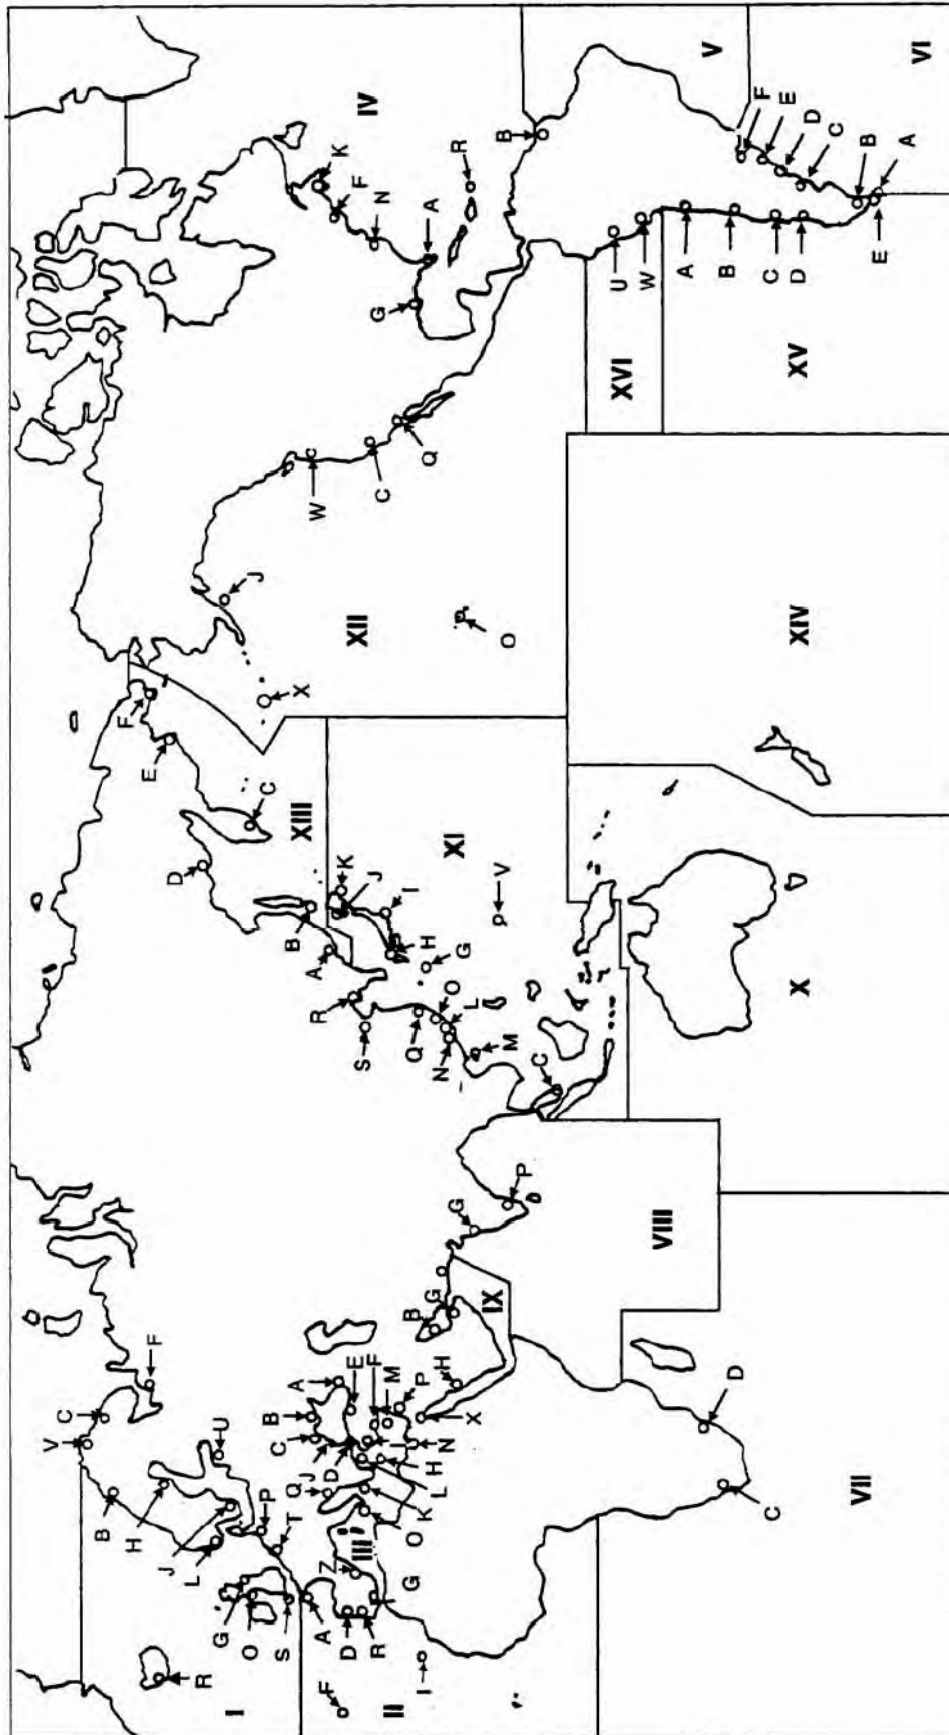 V
C
B
F
H
U
J
L
P
T
G
O
S
R
I
A
D
R
G
F
I
II
Z
III
O
K
Q
J
C
B
A
D
E
F
M
I
P
H
N
X
L
H
B
G
IX
G
P
VIII
C
D
VII
C
M
N
L
O
Q
S
R
G
H
I
J
K
V
XI
A
B
D
C
E
F
XIII
X
X
J
O
W
C
Q
XII
XIV
G
A
N
F
K
R
IV
B
V
F
E
D
C
B
A
VI
U
W
XVI
A
B
C
D
E
XV